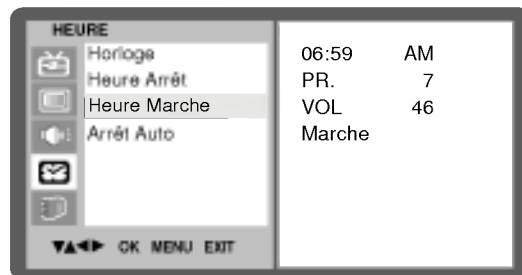 HEURE
Horloge
Heure Arrêt
Heure Marche
Arrêt Auto
▼▲◀▶ OK MENU EXIT
06:59 AM
PR. 7
VOL 46
Marche